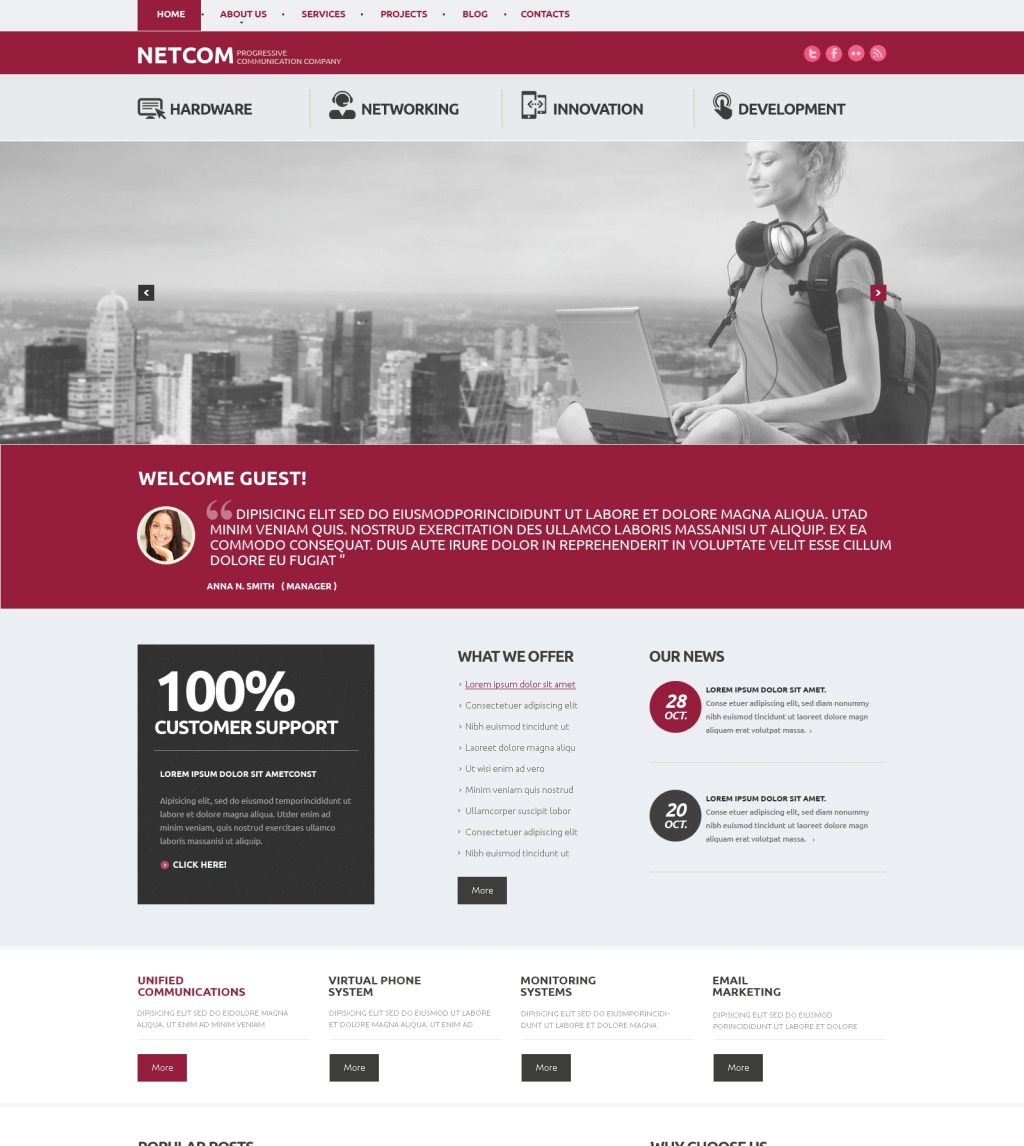 HOME • ABOUT US • SERVICES • PROJECTS • BLOG • CONTACTS
NETCOM
PROGRESSIVE
COMMUNICATION COMPANY
HARDWARE
NETWORKING
INNOVATION
DEVELOPMENT
WELCOME GUEST!
“ DIPISICING ELIT SED DO EIUSMODPORINCIDIDUNT UT LABORE ET DOLORE MAGNA ALIQUA. UTAD
MINIM VENIAM QUIS. NOSTRUD EXERCITATION DES ULLAMCO LABORIS MASSANISI UT ALIQUIP. EX EA
COMMODO CONSEQUAT. DUIS AUTE IRURE DOLOR IN REPREHENDERIT IN VOLUPTATE VELIT ESSE CILLUM
DOLORE EU FUGIAT ”
ANNA N. SMITH ( MANAGER )
100%
CUSTOMER SUPPORT
LOREM IPSUM DOLOR SIT AMETCONST
Aipisicing elit, sed do eiusmod temporincididunt ut
labore et dolore magna aliqua. Utder enim ad
minim veniam, quis nostrud exercitaes ullamco
laboris massanisi ut aliquip.
CLICK HERE!
WHAT WE OFFER
Lorem ipsum dolor sit amet
Consectetuer adipiscing elit
Nibh euismod tincidunt ut
Laoreet dolore magna aliqu
Ut wisi enim ad vero
Minim veniam quis nostrud
Ullamcorper suscipit lobor
Consectetuer adipiscing elit
Nibh euismod tincidunt ut
More
OUR NEWS
28
OCT.
LOREM IPSUM DOLOR SIT AMET.
Conse etuer adipiscing elit, sed diam nonummy
nibh euismod tincidunt ut laoreet dolore magn
aliquam erat volutpat massa. ›
20
OCT.
LOREM IPSUM DOLOR SIT AMET.
Conse etuer adipiscing elit, sed diam nonummy
nibh euismod tincidunt ut laoreet dolore magn
aliquam erat volutpat massa. ›
UNIFIED
COMMUNICATIONS
DIPISICING ELIT SED DO EIDOLORE MAGNA
ALIQUA. UT ENIM AD MINIM VENIAM
More
VIRTUAL PHONE
SYSTEM
DIPISICING ELIT SED DO EIUSMOD UT LABORE
ET DOLORE MAGNA ALIQUA. UT ENIM AD
More
MONITORING
SYSTEMS
DIPISICING ELIT SED DO EIUSMPORINCIDI-
DUNT UT LABORE ET DOLORE MAGNA
More
EMAIL
MARKETING
DIPISICING ELIT SED DO EIUSMOD
PORINCIDIDUNT UT LABORE ET DOLORE
More
POPULAR POSTS
WHY CHOOSE US